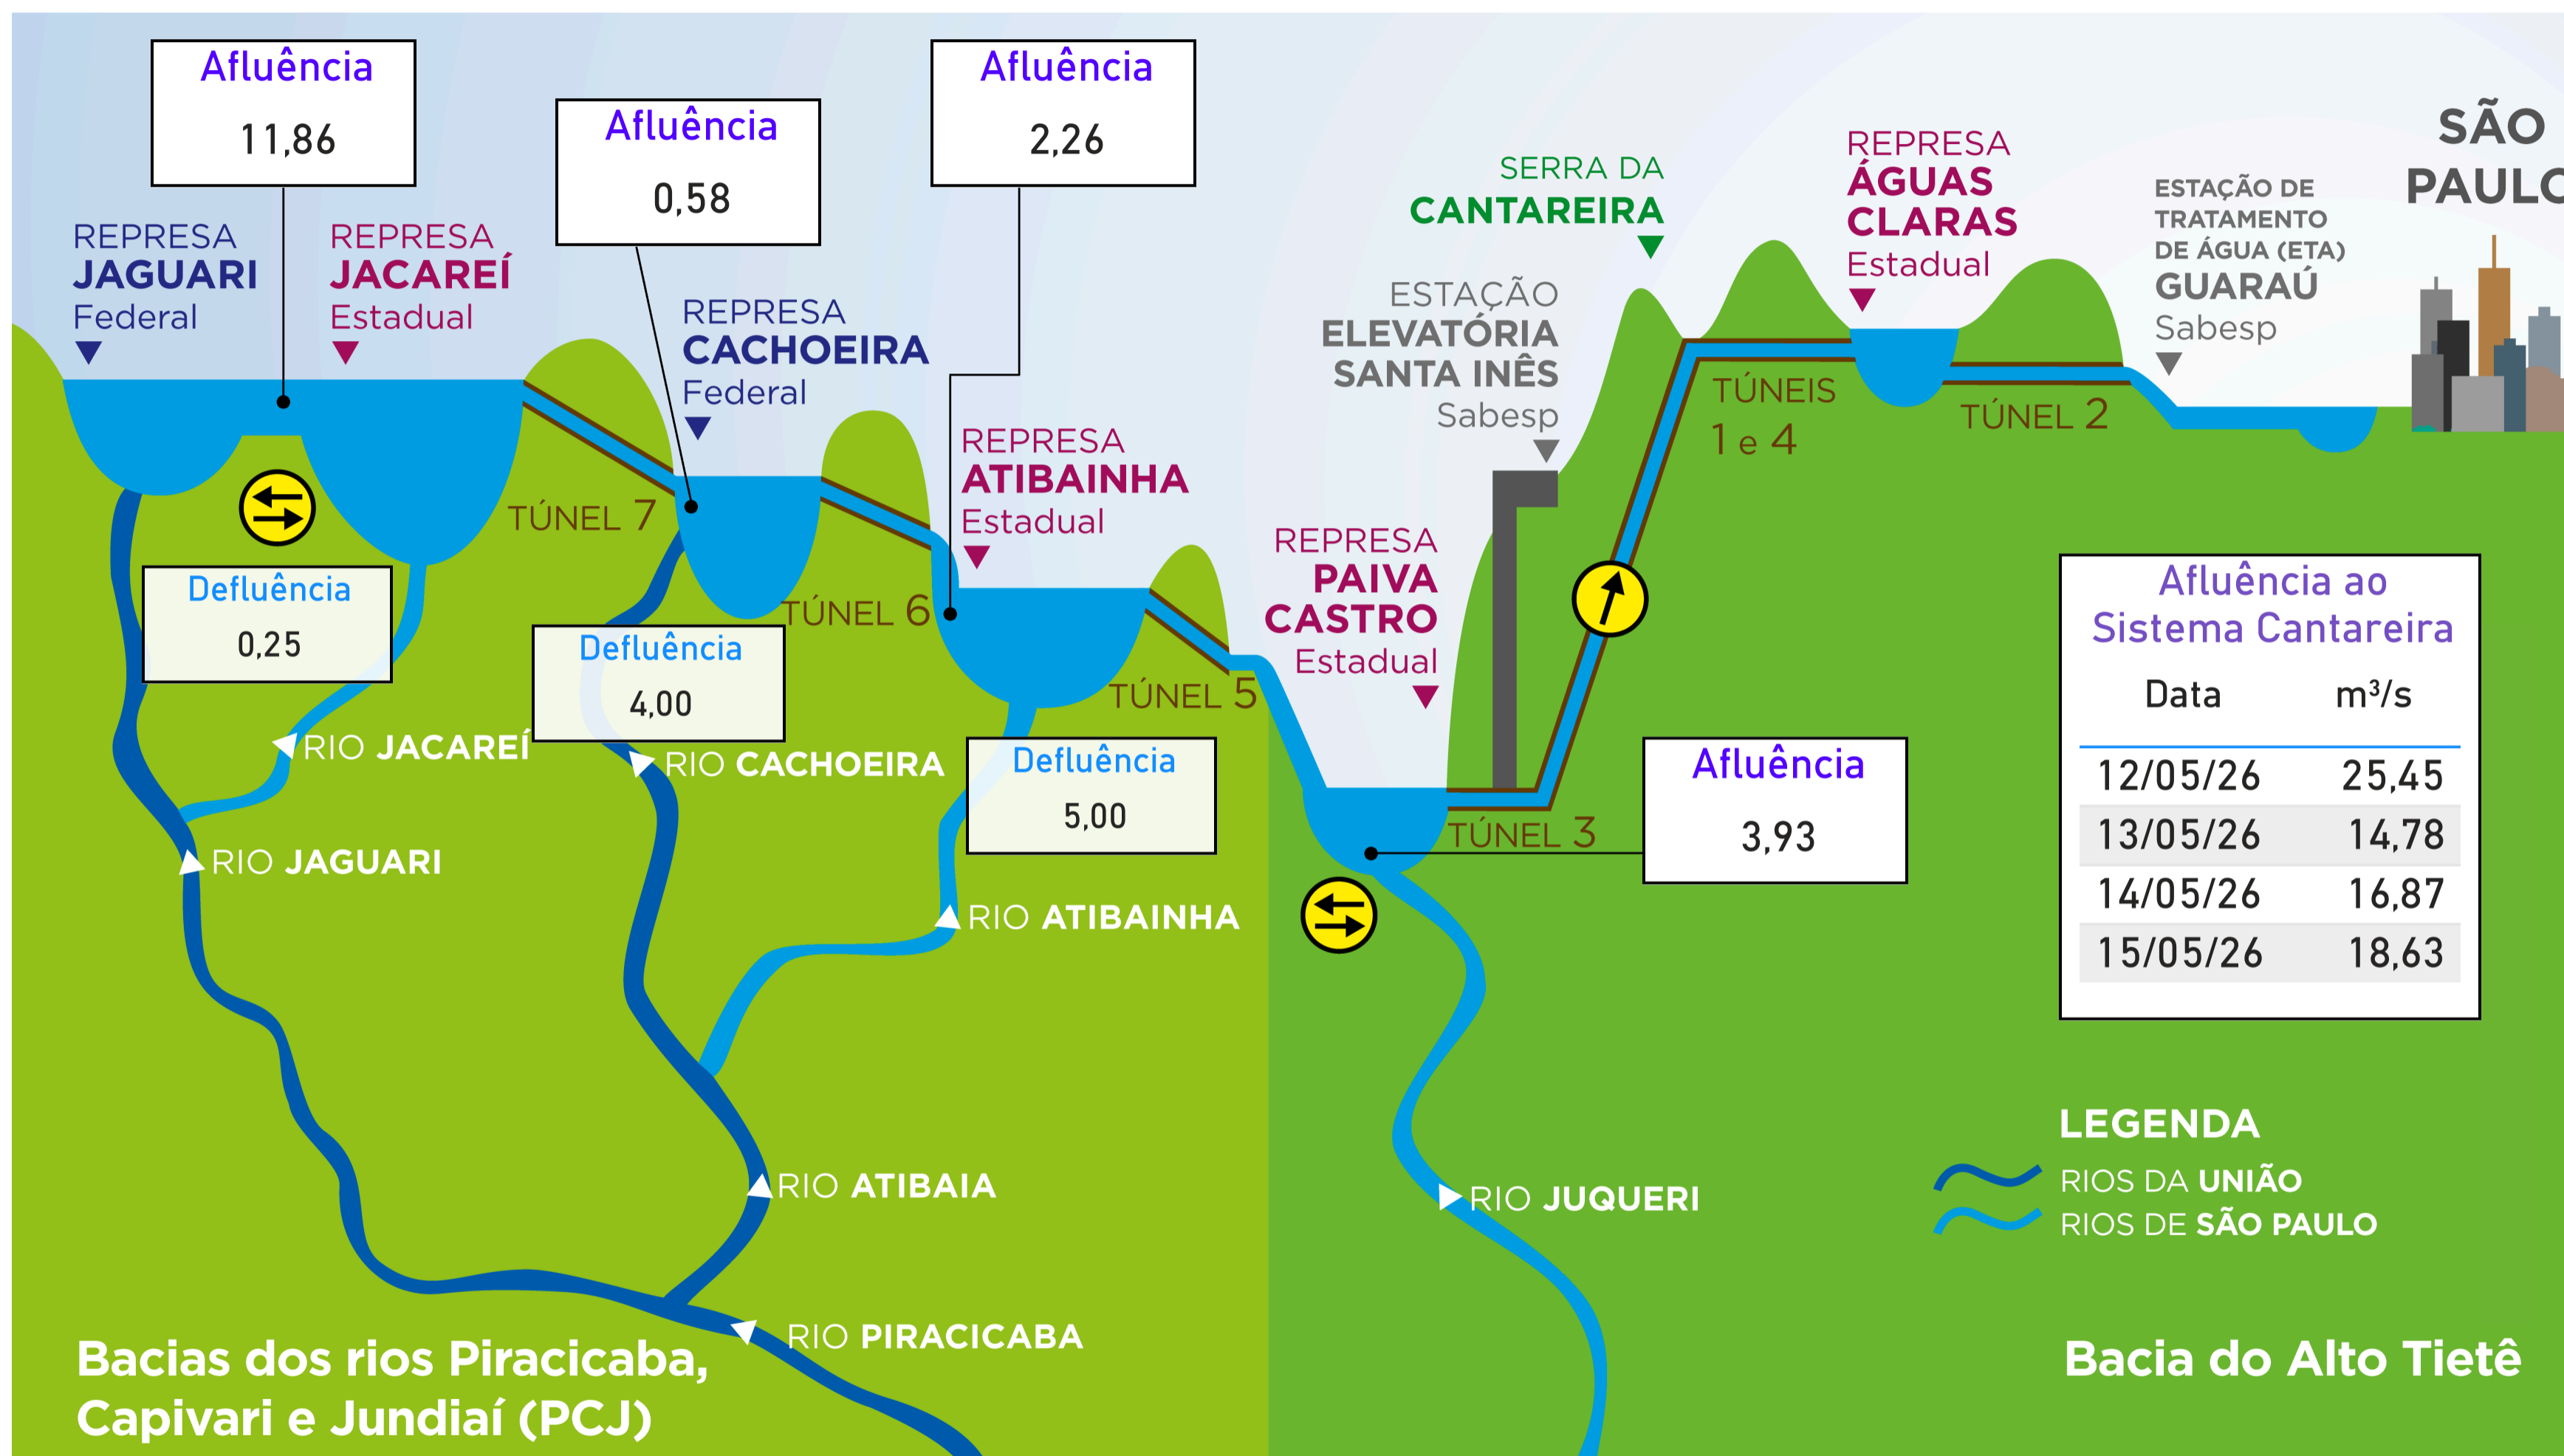 Afluência
11,86
Afluência
0,58
Afluência
2,26
REPRESA
JAGUARI
Federal
REPRESA
JACAREÍ
Estadual
REPRESA
CACHOEIRA
Federal
REPRESA
ATIBAINHA
Estadual
REPRESA
PAIVA
CASTRO
Estadual
SERRA DA
CANTAREIRA
ESTAÇÃO
ELEVATÓRIA
SANTA INÊS
Sabesp
REPRESA
ÁGUAS
CLARAS
Estadual
ESTAÇÃO DE
TRATAMENTO
DE ÁGUA (ETA)
GUARAÚ
Sabesp
SÃO
PAULO
TÚNEL 7
TÚNEL 6
TÚNEL 5
TÚNEL 3
TÚNEIS
1 e 4
TÚNEL 2
Defluência
0,25
Defluência
4,00
Defluência
5,00
Afluência
3,93
Afluência ao
Sistema Cantareira
Data m³/s
12/05/26 25,45
13/05/26 14,78
14/05/26 16,87
15/05/26 18,63
RIO JACAREÍ
RIO CACHOEIRA
RIO JAGUARI
RIO ATIBAINHA
RIO ATIBAIA
RIO JUQUERI
RIO PIRACICABA
LEGENDA
RIOS DA UNIÃO
RIOS DE SÃO PAULO
Bacias dos rios Piracicaba,
Capivari e Jundiaí (PCJ)
Bacia do Alto Tietê